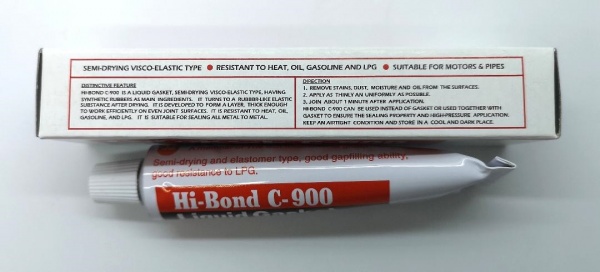 SEMI-DRYING VISCO-ELASTIC TYPE ● RESISTANT TO HEAT, OIL, GASOLINE AND LPG ● SUITABLE FOR MOTORS & PIPES
DISTINCTIVE FEATURE
HI-BOND C-900 IS A LIQUID GASKET, SEMI-DRYING VISCO-ELASTIC TYPE, HAVING
SYNTHETIC RUBBERS AS MAIN INGREDIENTS. IT TURNS TO A RUBBER-LIKE ELASTIC
SUBSTANCE AFTER DRYING. IT IS DEVELOPED TO FORM A LAYER, THICK ENOUGH
TO WORK EFFICIENTLY ON EVEN JOINT SURFACES. IT IS RESISTANT TO HEAT, OIL,
GASOLINE, AND LPG. IT IS SUITABLE FOR SEALING ALL METAL TO METAL.
DIRECTION
1. REMOVE STAINS, DUST, MOISTURE AND OIL FROM THE SURFACES.
2. APPLY AS THINLY AN UNIFORMLY AS POSSIBLE.
3. JOIN ABOUT 1 MINUTE AFTER APPLICATION.
HI-BOND C-900 CAN BE USED INSTEAD OF GASKET OR USED TOGETHER WITH
GASKET TO ENSURE THE SEALING PROPERTY AND HIGH-PRESSURE APPLICATION.
KEEP AN AIRTIGHT CONDITION AND STORE IN A COOL AND DARK PLACE.
Semi-drying and elastomer type, good gapfilling ability,
good resistance to LPG.
Hi-Bond C-900
Liquid Gasket